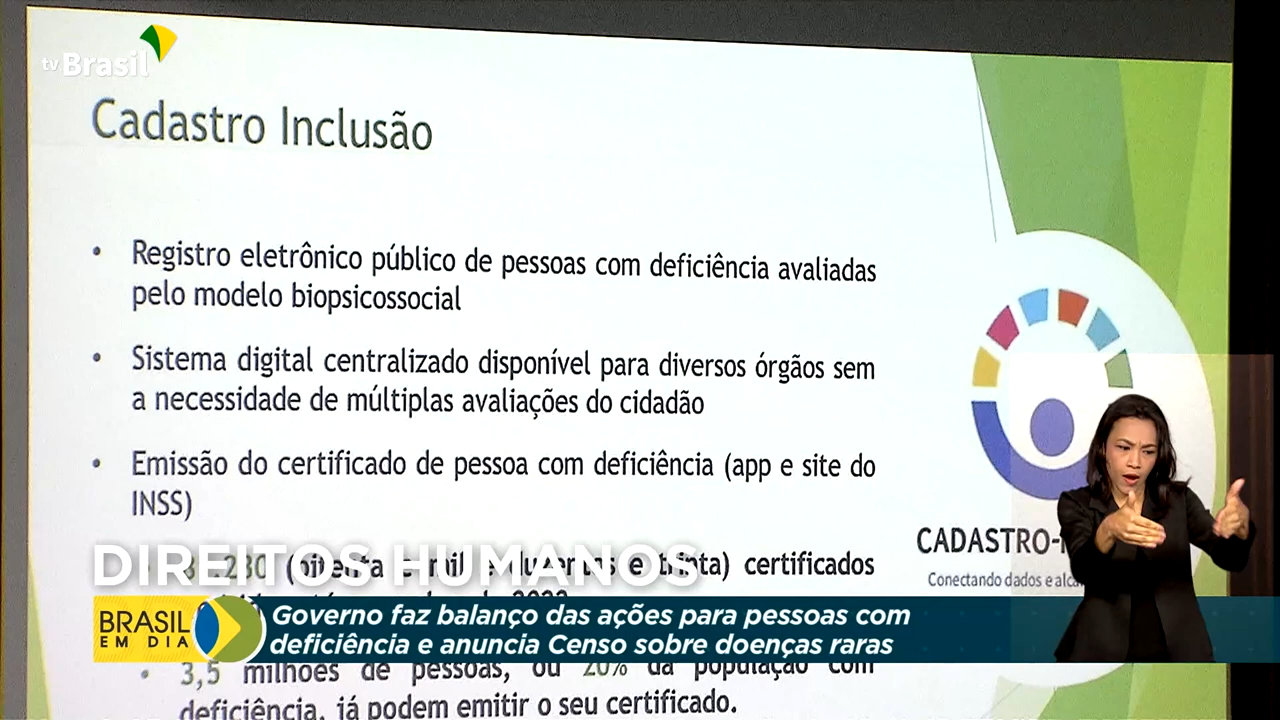 tv Brasil
Cadastro Inclusão
• Registro eletrônico público de pessoas com deficiência avaliadas
pelo modelo biopsicossocial
• Sistema digital centralizado disponível para diversos órgãos sem
a necessidade de múltiplas avaliações do cidadão
• Emissão do certificado de pessoa com deficiência (app e site do
INSS)
CADASTRO-
Conectando dados e
DIREITOS HUMANOS
(oitenta mil e duzentos e trinta) certificados
BRASIL
EM DIA
Governo faz balanço das ações para pessoas com
deficiência e anuncia Censo sobre doenças raras
• 3,5 milhões de pessoas, ou 20% da população com
deficiência, já podem emitir o seu certificado.